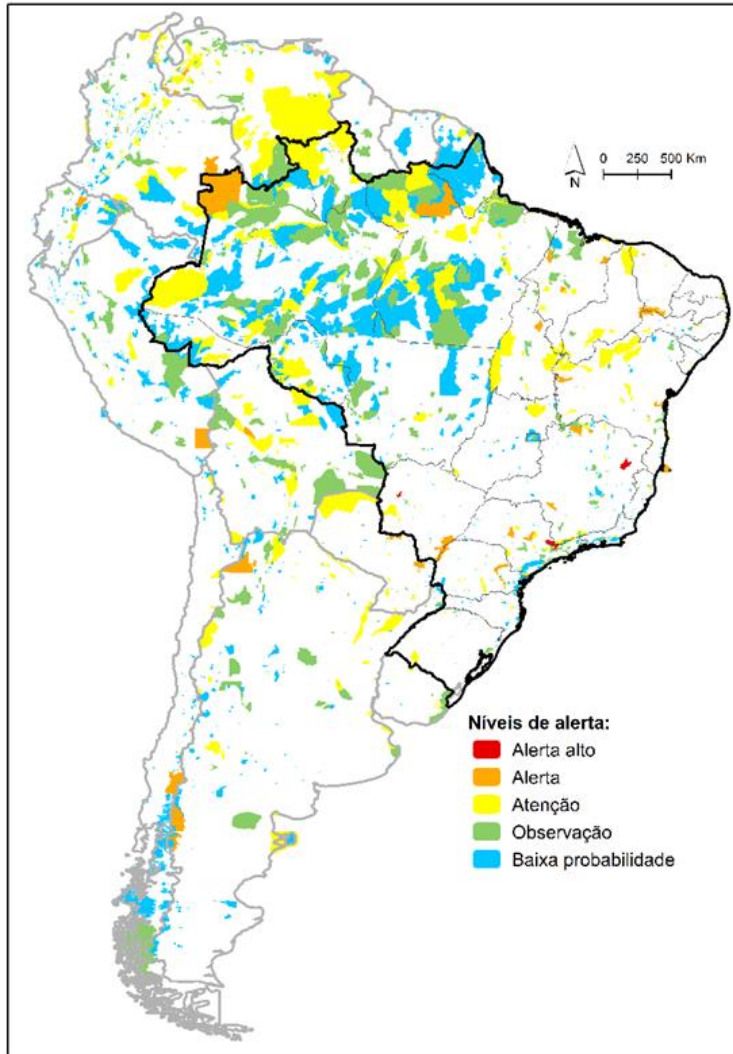 N
0 250 500 Km
Níveis de alerta:
Alerta alto
Alerta
Atenção
Observação
Baixa probabilidade